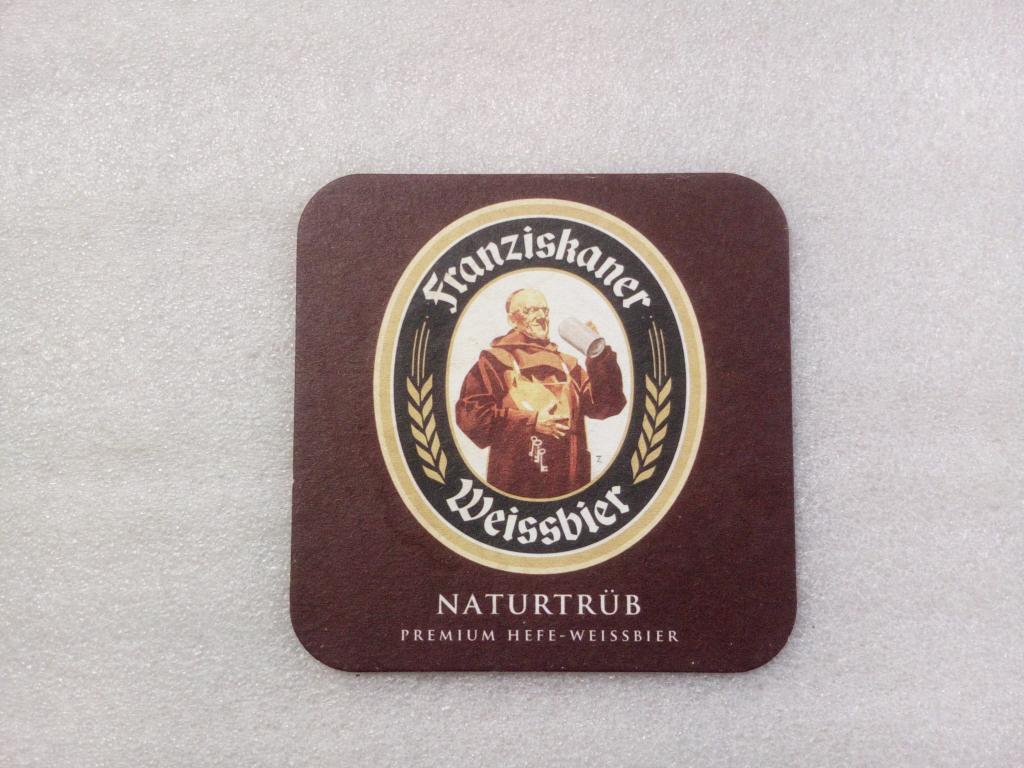 Franziskaner
Weissbier
NATURTRÜB
PREMIUM HEFE-WEISSBIER